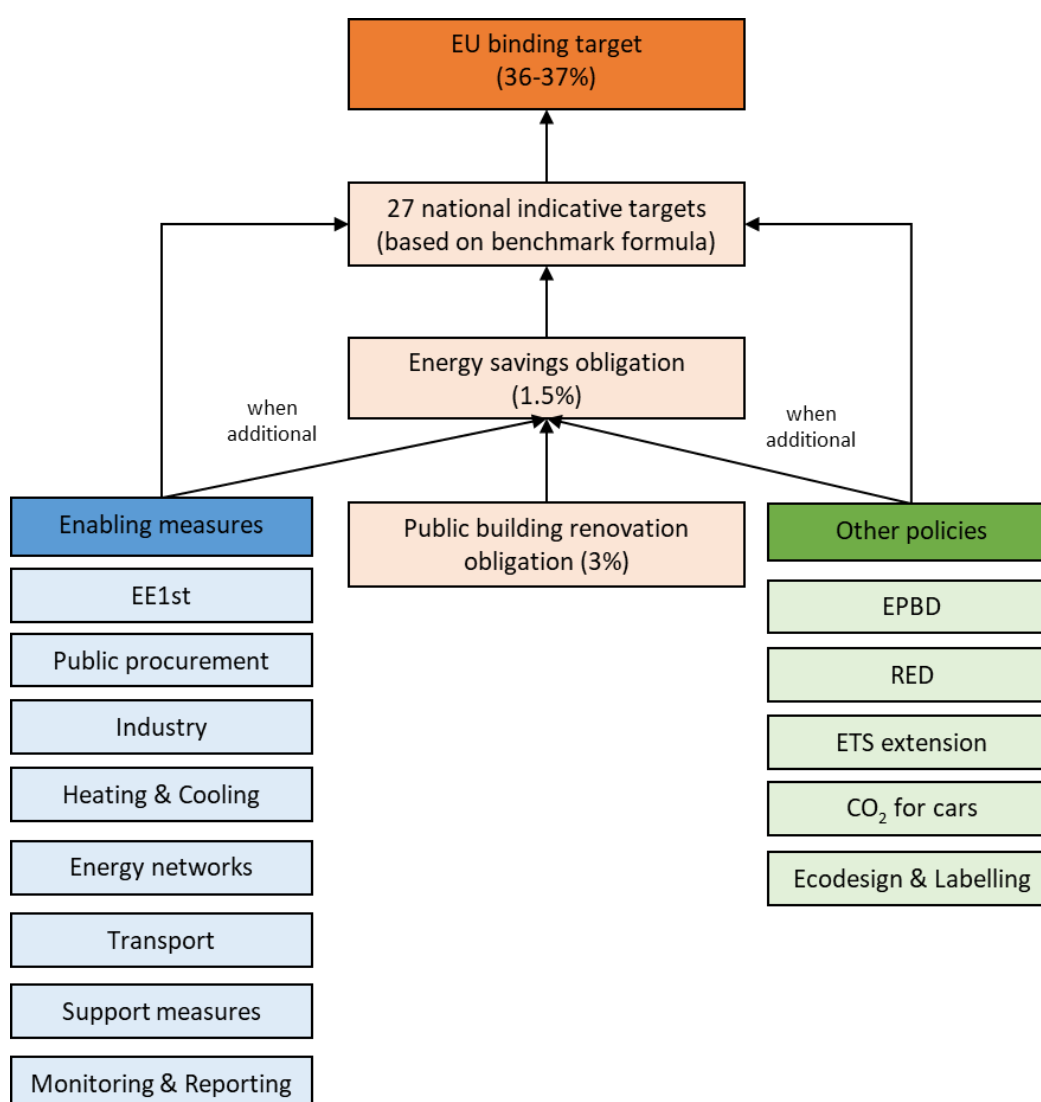 EU binding target
(36-37%)
27 national indicative targets
(based on benchmark formula)
Energy savings obligation
(1.5%)
when
additional
when
additional
Enabling measures
Public building renovation
obligation (3%)
Other policies
EE1st
Public procurement
Industry
Heating & Cooling
Energy networks
Transport
Support measures
Monitoring & Reporting
EPBD
RED
ETS extension
CO₂ for cars
Ecodesign & Labelling